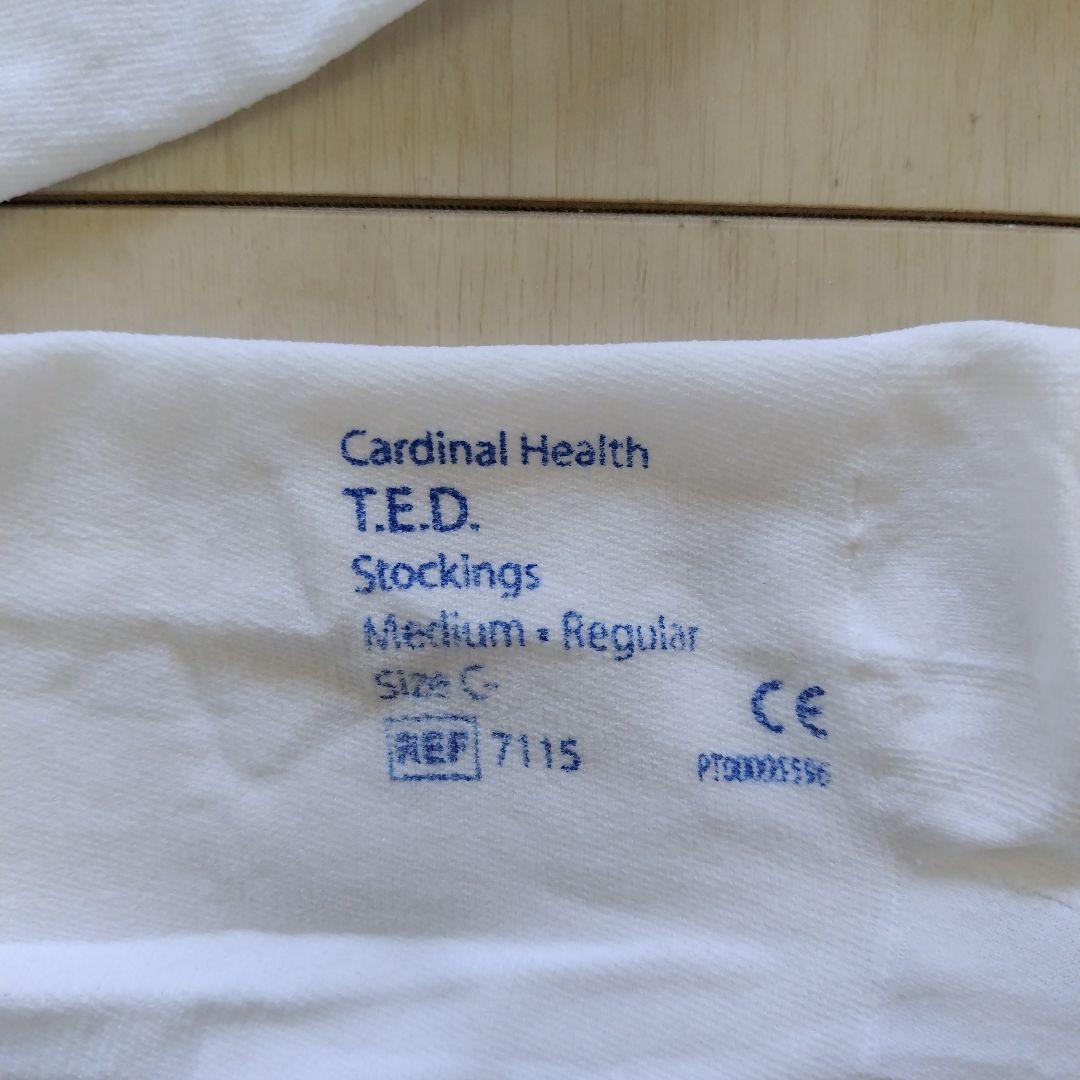 Cardinal Health
T.E.D.
Stockings
Medium • Regular
Size C
REF 7115
CE